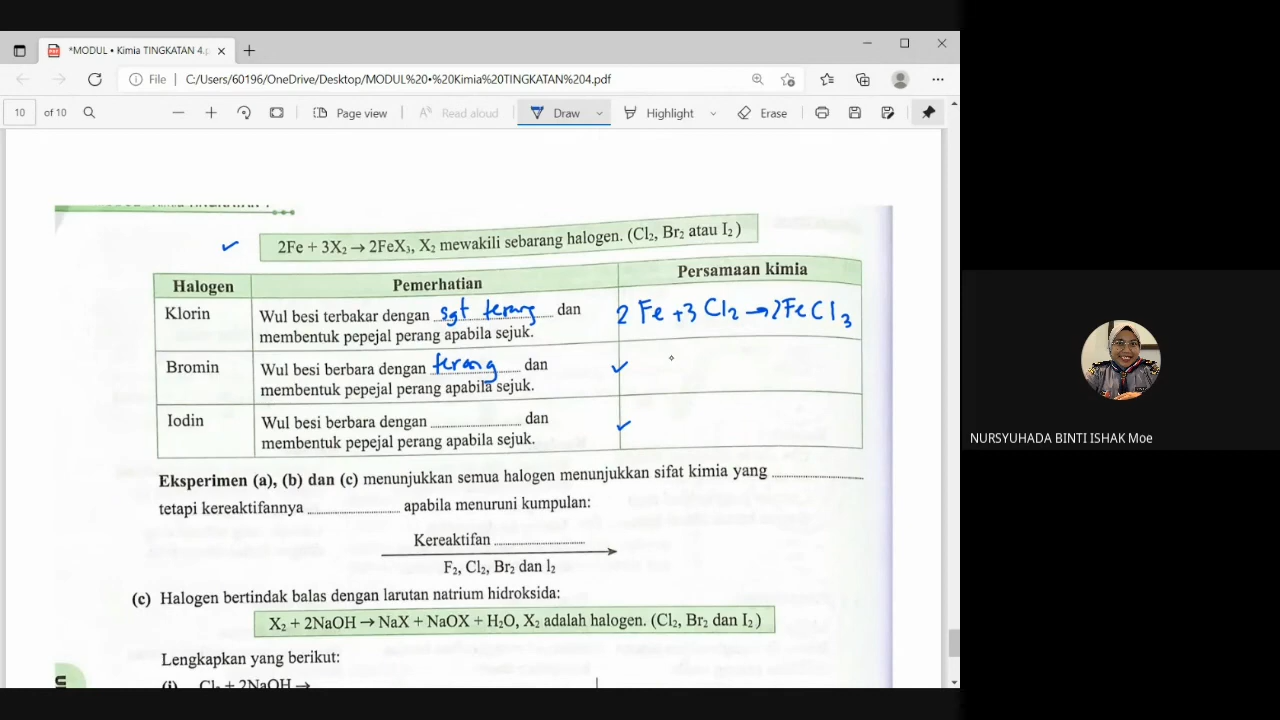 *MODUL • Kimia TINGKATAN 4.p
File
C:/Users/60196/OneDrive/Desktop/MODUL%20•%20Kimia%20TINGKATAN%204.pdf
10 of 10
Page view
Read aloud
Draw
Highlight
Erase
2Fe + 3X₂ → 2FeX₃, X₂ mewakili sebarang halogen. (Cl₂, Br₂ atau I₂)
Halogen Pemerhatian Persamaan kimia
Klorin
Wul besi terbakar dengan sgt terang dan
membentuk pepejal perang apabila sejuk.
2 Fe + 3 Cl₂ → 2FeCl₃
Bromin
Wul besi berbara dengan terang dan
membentuk pepejal perang apabila sejuk.
Iodin
Wul besi berbara dengan .................... dan
membentuk pepejal perang apabila sejuk.
Eksperimen (a), (b) dan (c) menunjukkan semua halogen menunjukkan sifat kimia yang ....................
tetapi kereaktifannya .................... apabila menuruni kumpulan:
Kereaktifan ....................
F₂, Cl₂, Br₂ dan I₂
(c) Halogen bertindak balas dengan larutan natrium hidroksida:
X₂ + 2NaOH → NaX + NaOX + H₂O, X₂ adalah halogen. (Cl₂, Br₂ dan I₂)
Lengkapkan yang berikut:
(i) Cl₂ + 2NaOH →
NURSYUHADA BINTI ISHAK Moe